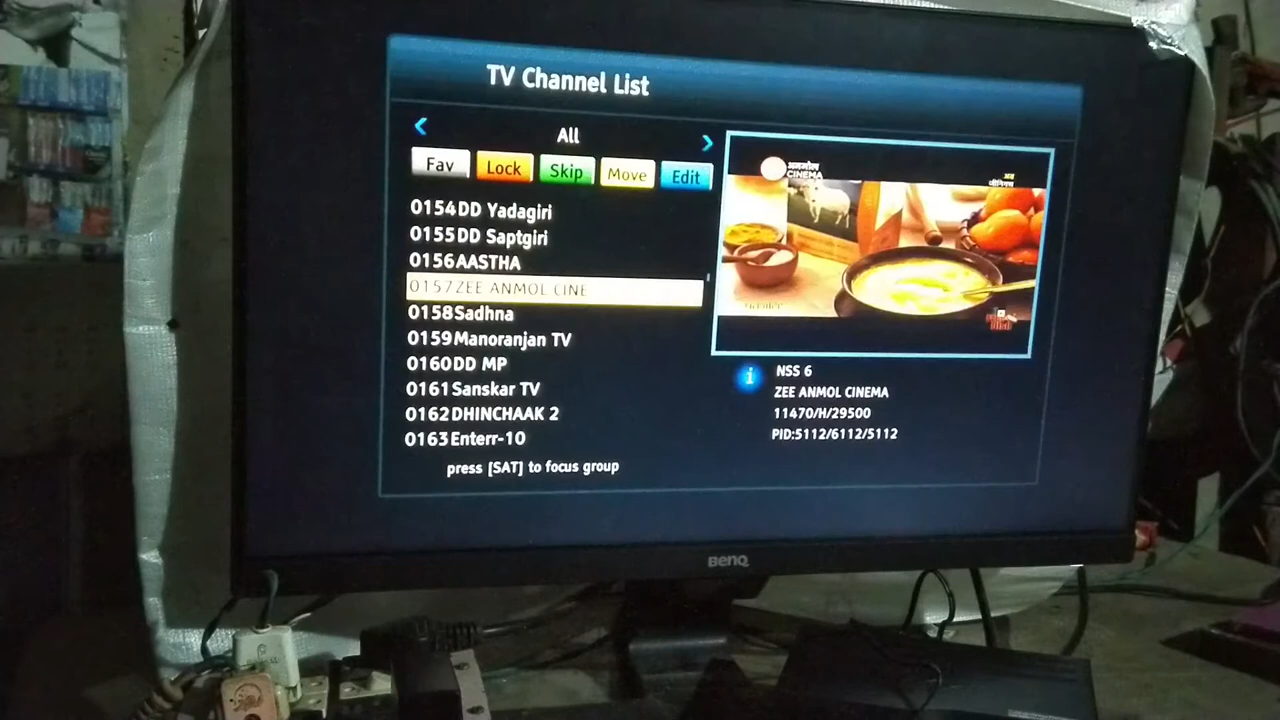 TV Channel List
All
Fav Lock Skip Move Edit
0154 DD Yadagiri
0155 DD Saptgiri
0156 AASTHA
0157 ZEE ANMOL CINE
0158 Sadhna
0159 Manoranjan TV
0160 DD MP
0161 Sanskar TV
0162 DHINCHAAK 2
0163 Enterr-10
press [SAT] to focus group
अनमोल
CINEMA
NSS 6
ZEE ANMOL CINEMA
11470/H/29500
PID:5112/6112/5112
BenQ